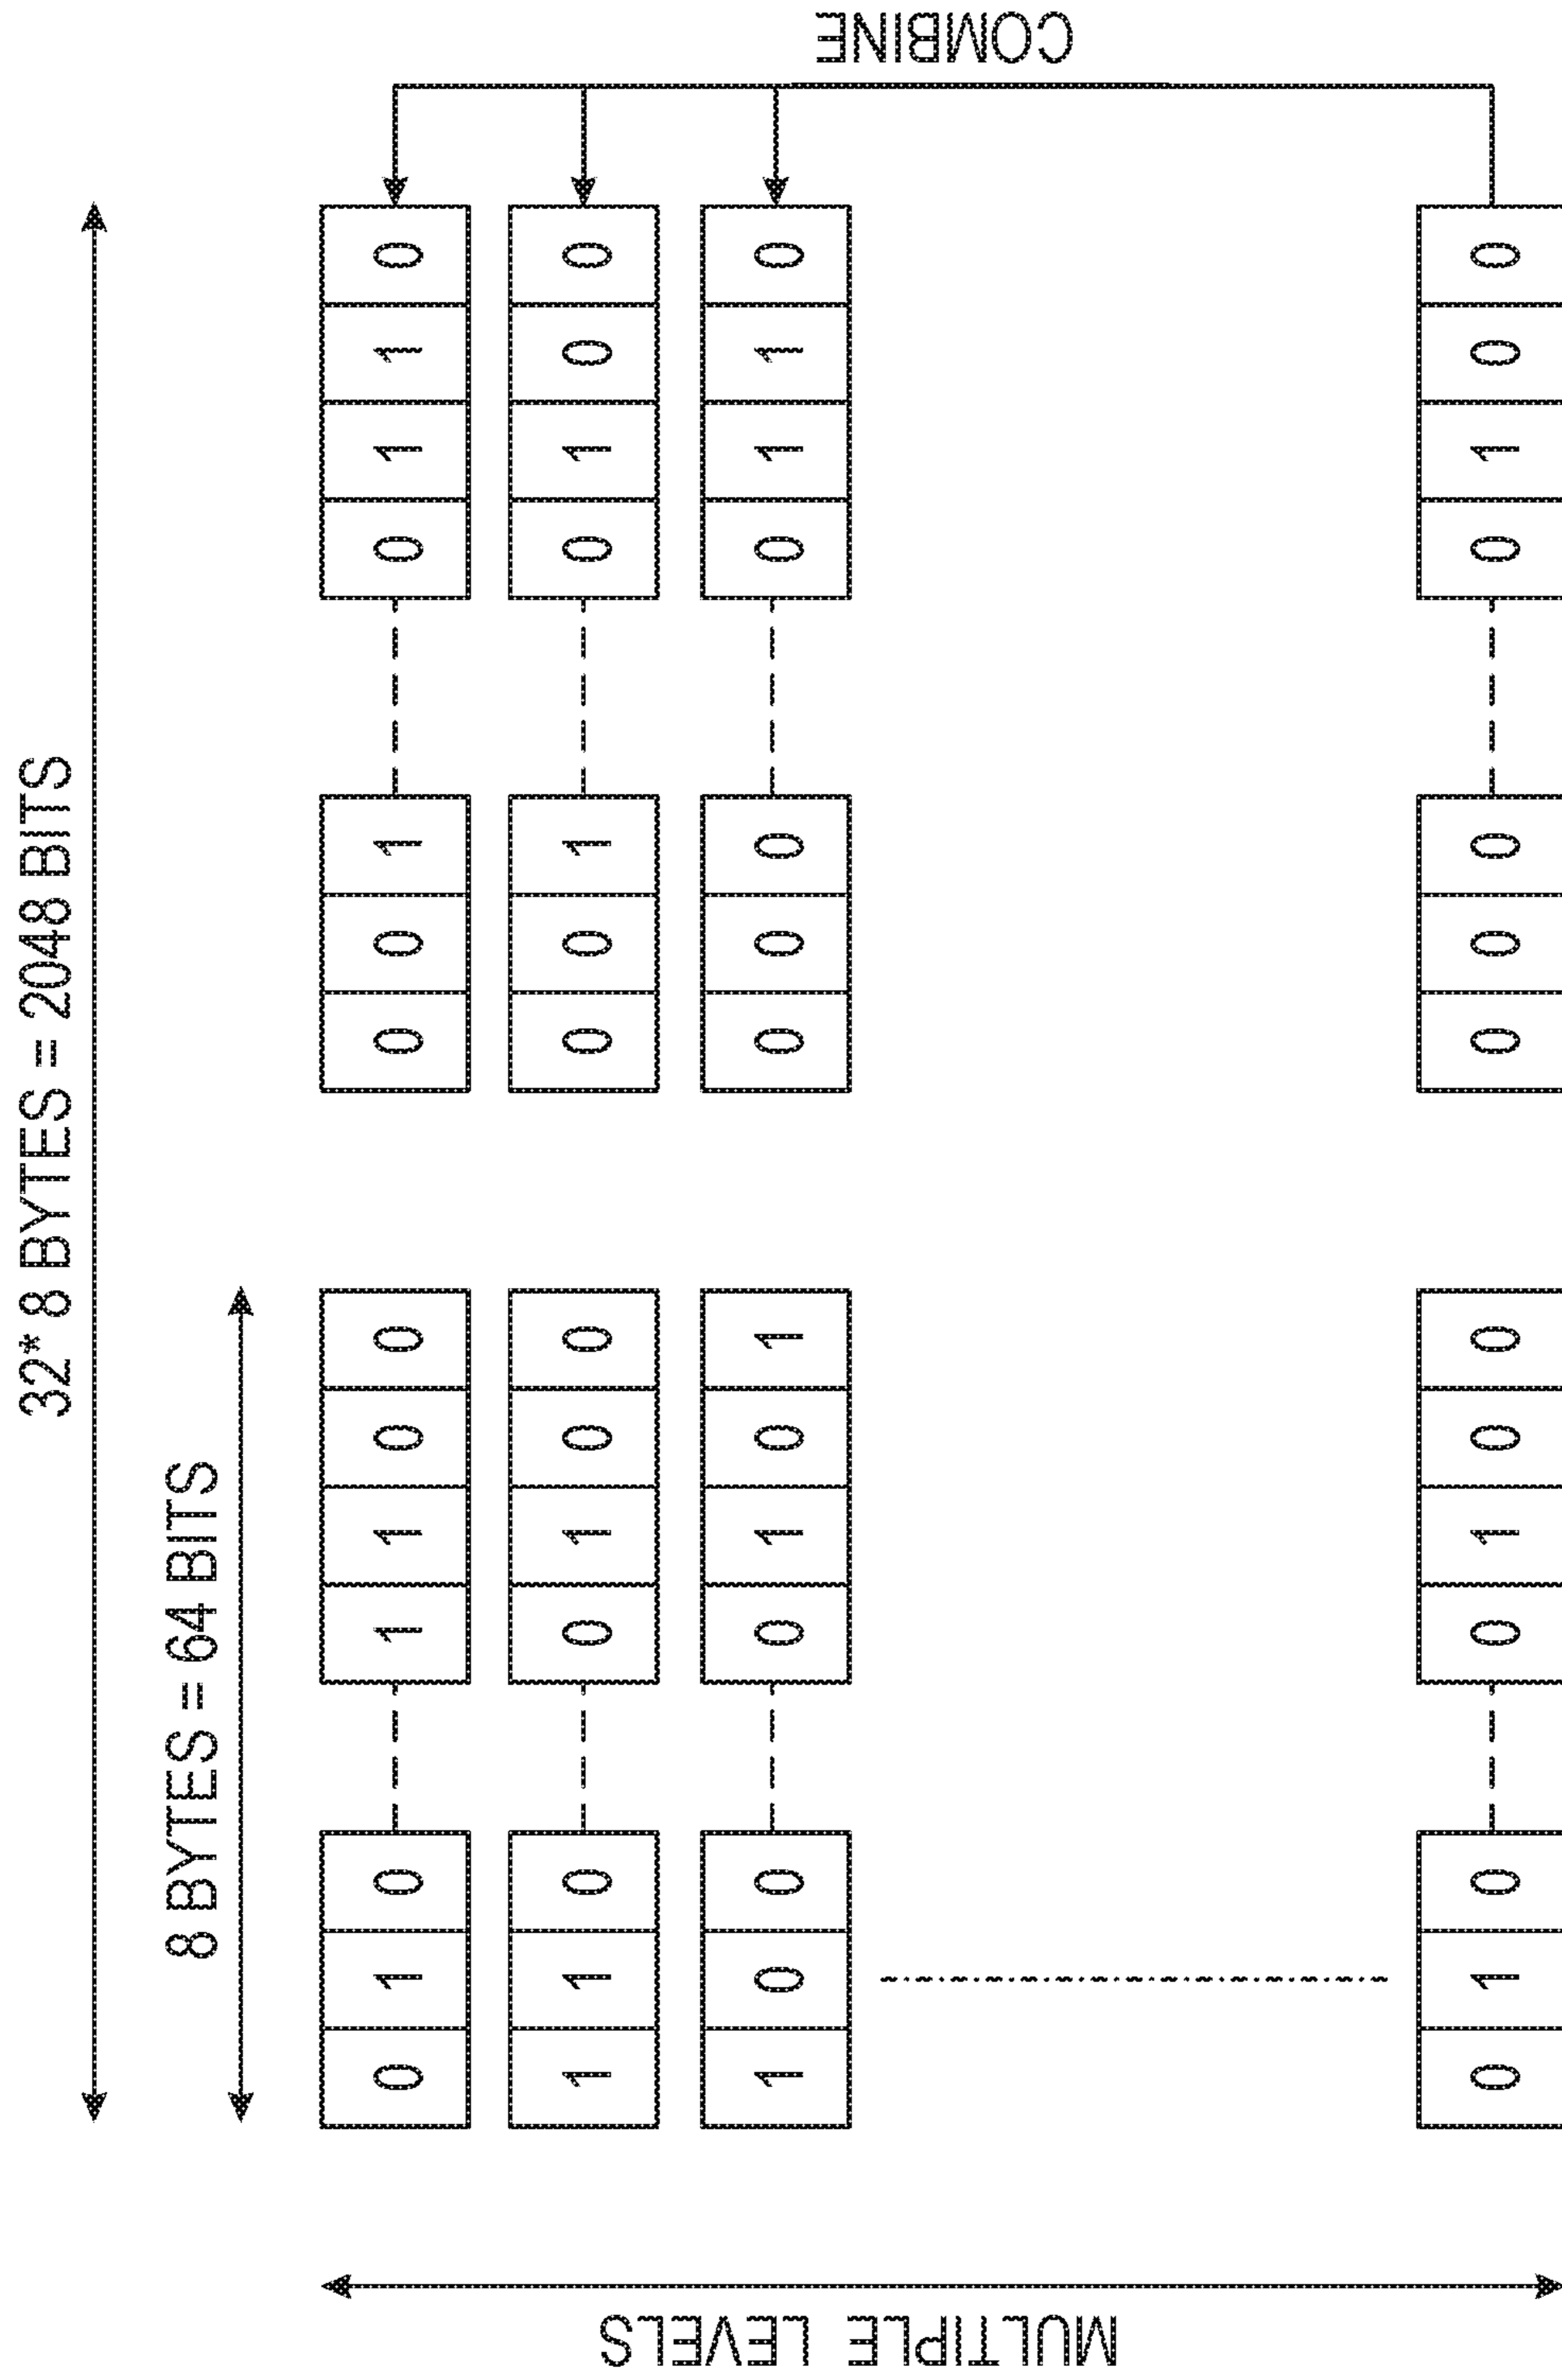 32* 8 BYTES = 2048 BITS
8 BYTES = 64 BITS
MULTIPLE LEVELS
0 1 0 1 1 0 0 0 0 1 0 1 1 0
1 1 0 0 1 0 0 0 0 1 0 1 0 0
1 0 0 0 1 0 1 0 0 0 0 1 1 0
0 1 0 0 1 0 0 0 0 0 0 1 0 0
COMBINE